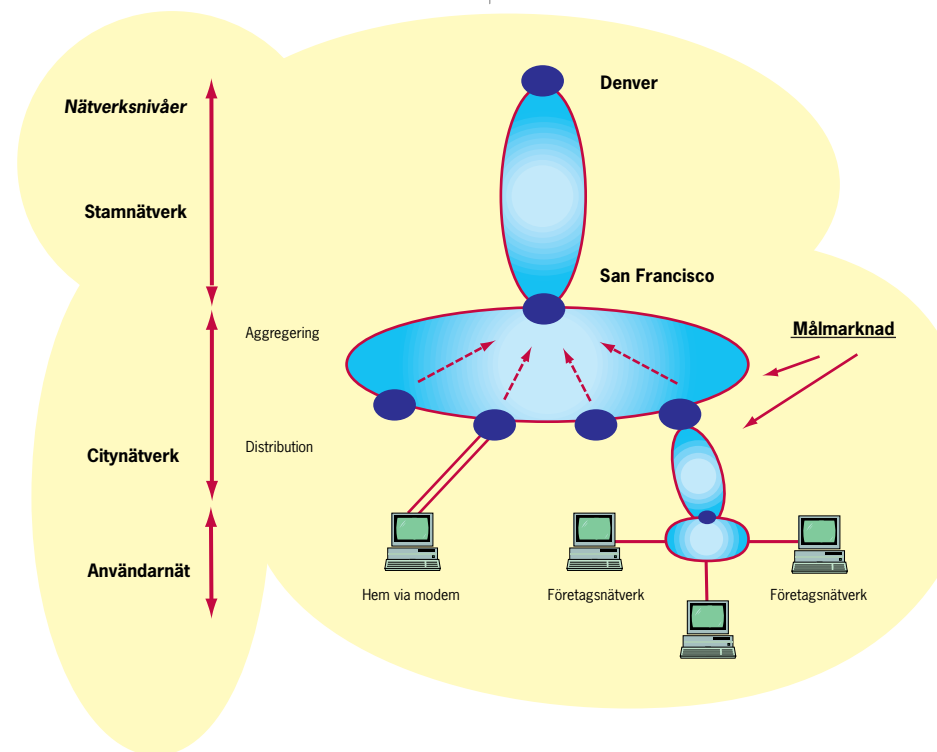 Nätverksnivåer
Stamnätverk
Citynätverk
Användarnät
Aggregering
Distribution
Denver
San Francisco
Målmarknad
Hem via modem
Företagsnätverk
Företagsnätverk